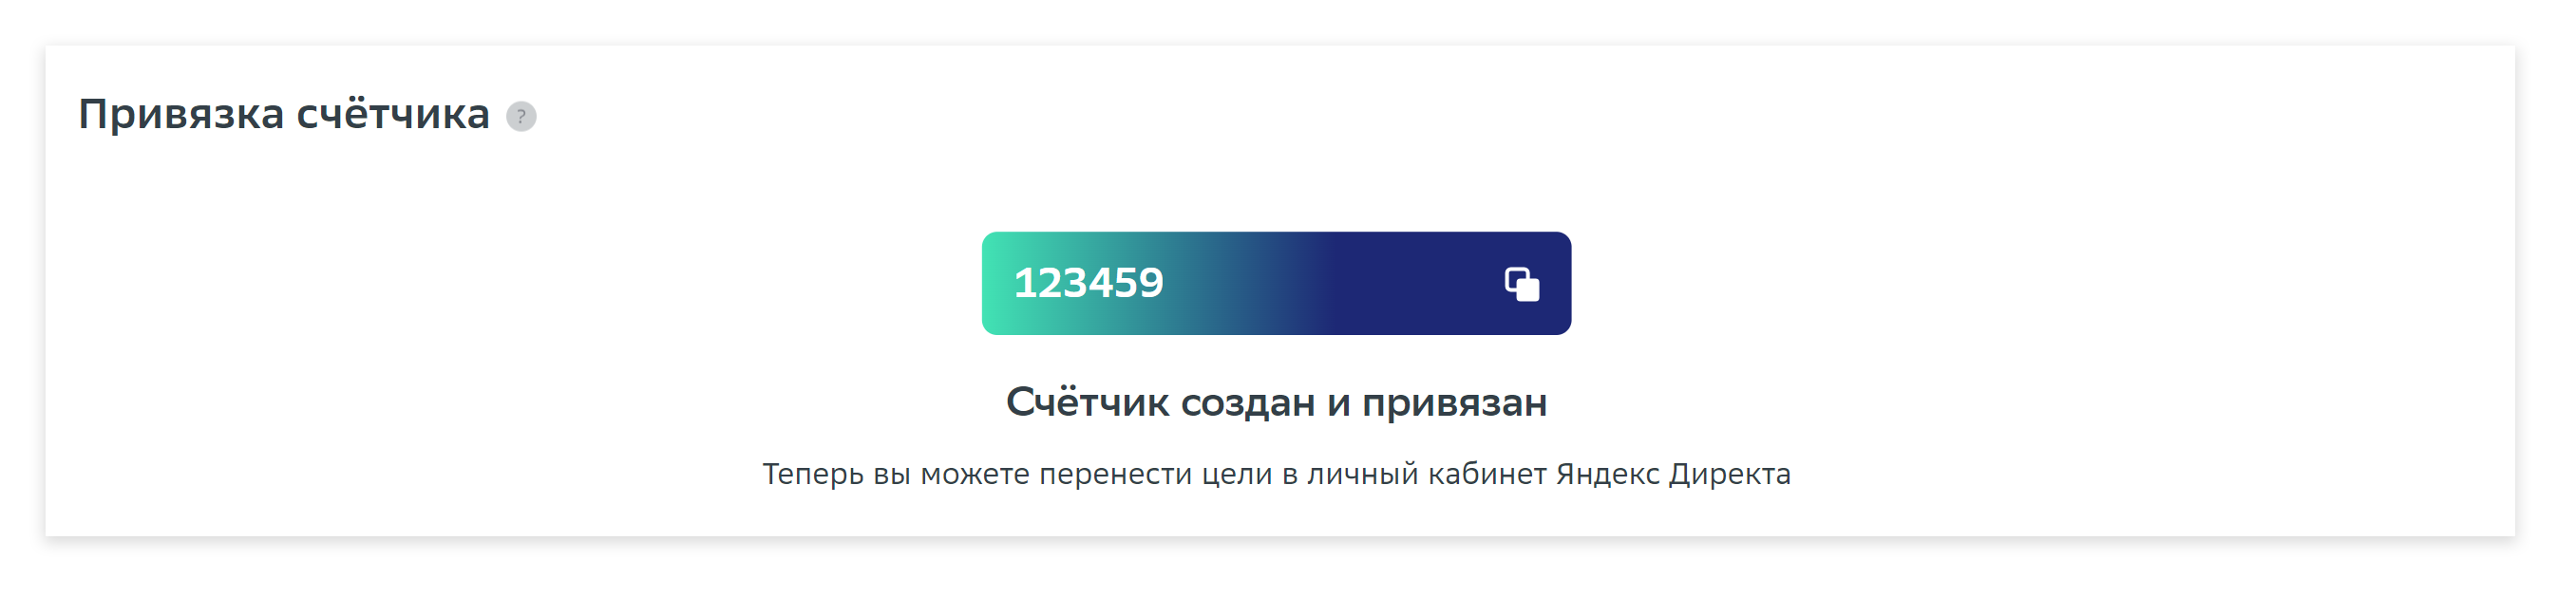 Привязка счётчика ?
123459
Счётчик создан и привязан
Теперь вы можете перенести цели в личный кабинет Яндекс Директа